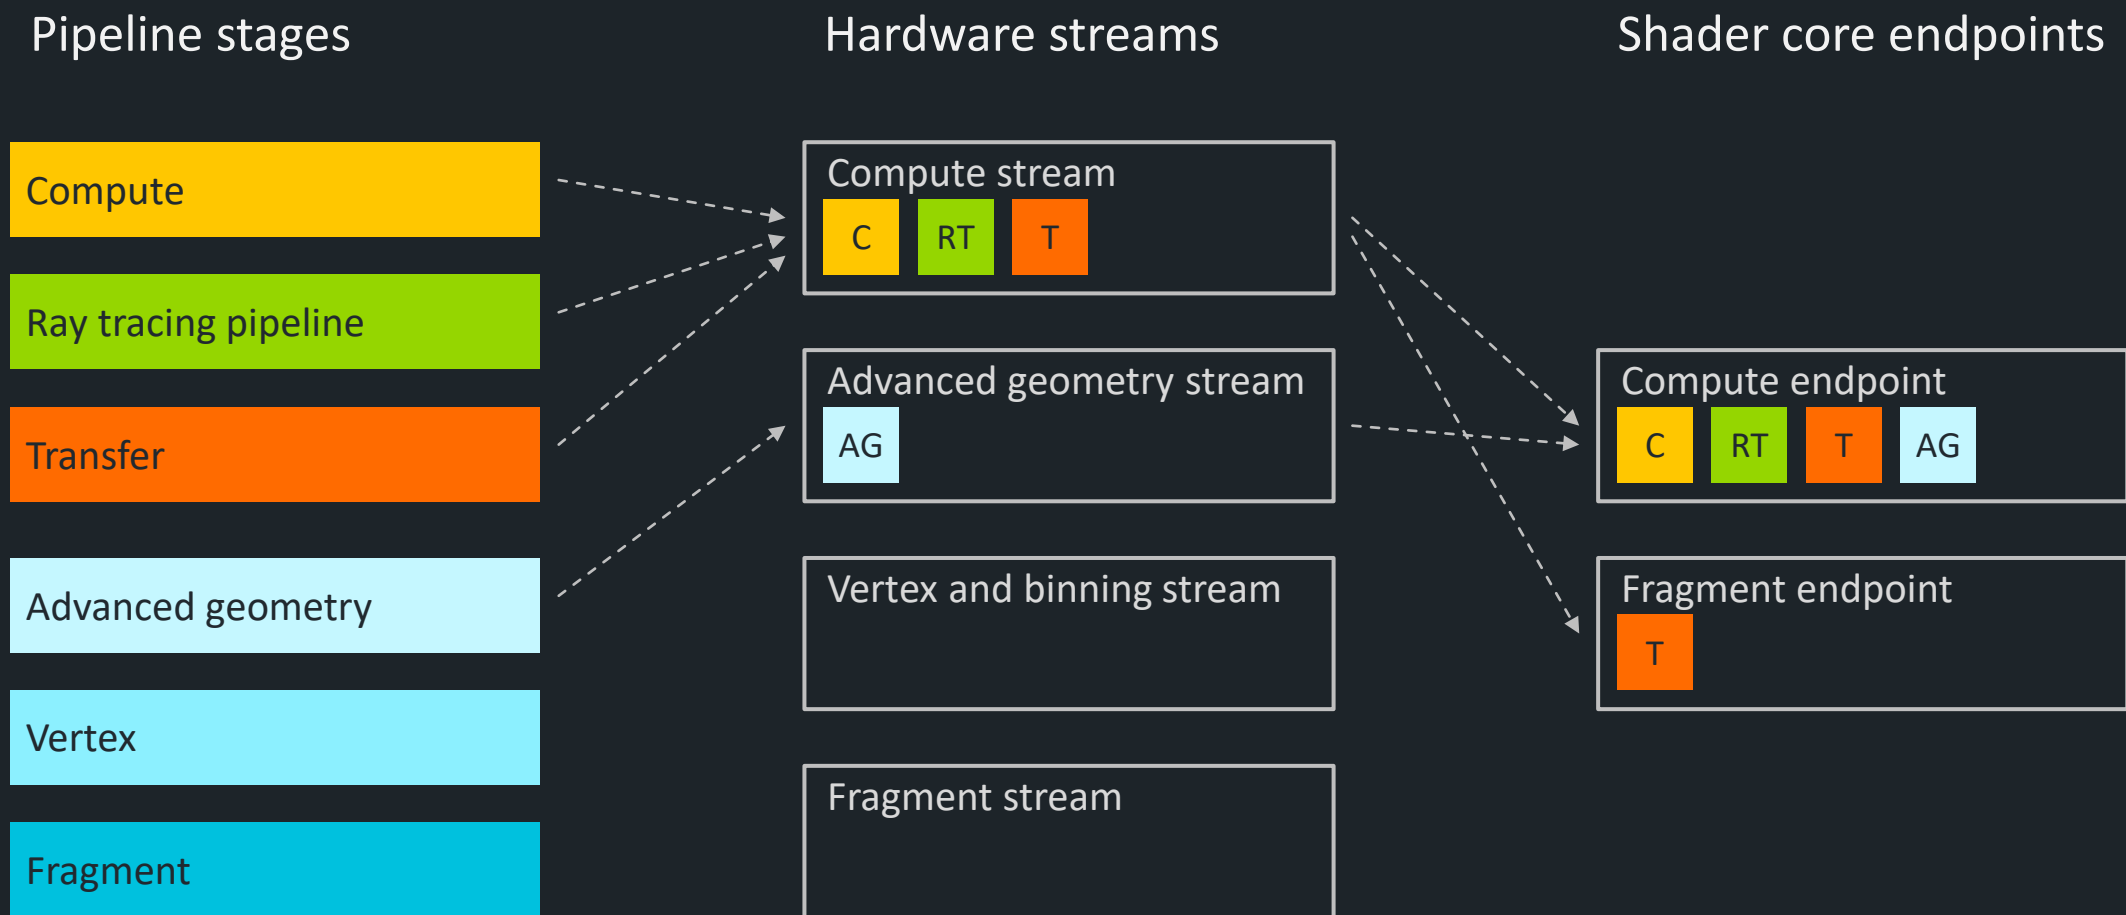 Pipeline stages
Hardware streams
Shader core endpoints
Compute
Ray tracing pipeline
Transfer
Advanced geometry
Vertex
Fragment
Compute stream
C RT T
Advanced geometry stream
AG
Vertex and binning stream
Fragment stream
Compute endpoint
C RT T AG
Fragment endpoint
T